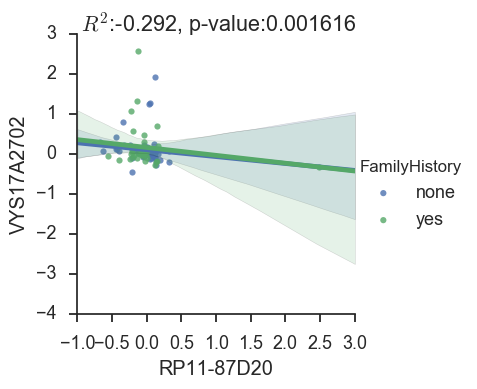 R²:-0.292, p-value:0.001616
3
2
1
0
−1
−2
−3
−4
VYS17A2702
−1.0−0.5 0.0 0.5 1.0 1.5 2.0 2.5 3.0
RP11-87D20
FamilyHistory
none
yes